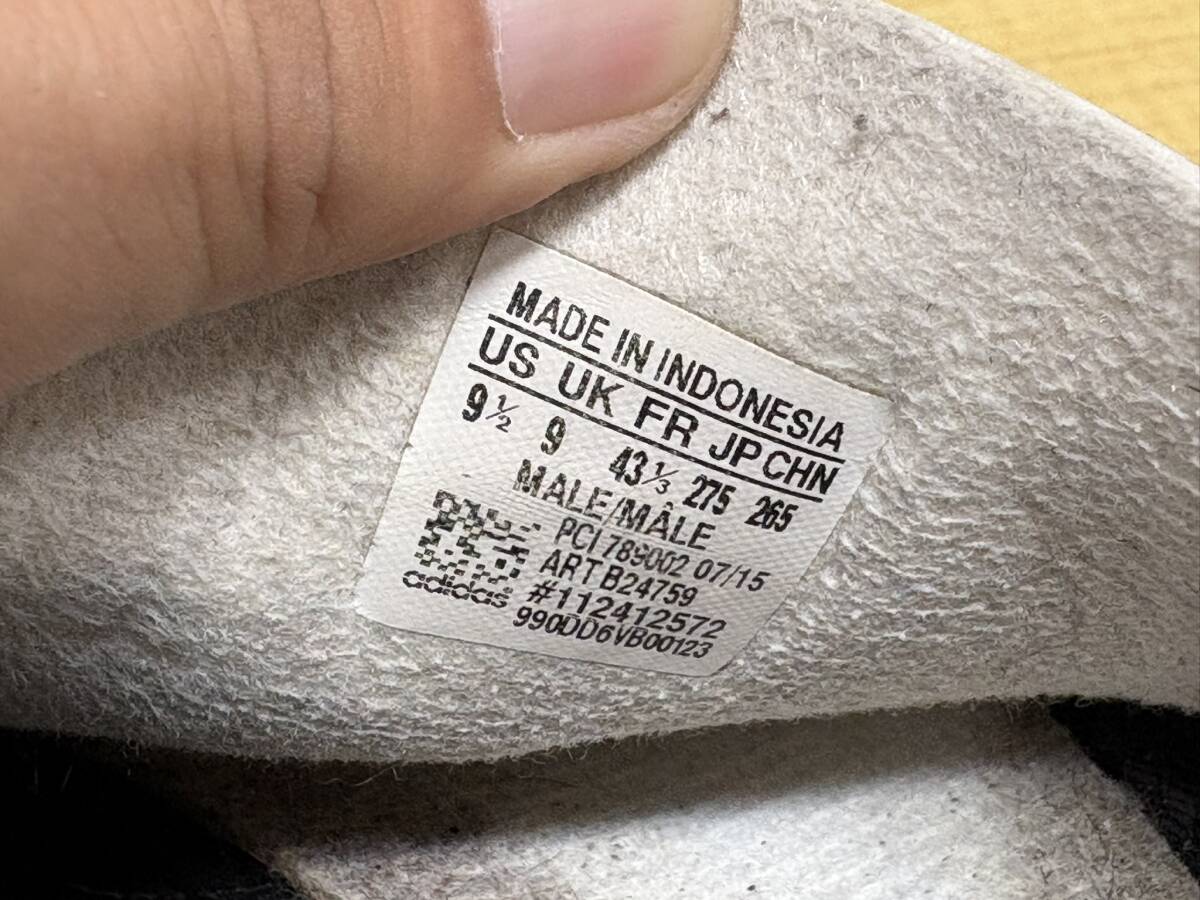 MADE IN INDONESIA
US UK FR JP CHN
9½ 9 43⅓ 275 265
MALE/MÂLE
PCI 789002 07/15
ART B24759
#112412572
adidas®
990DD6VB00123